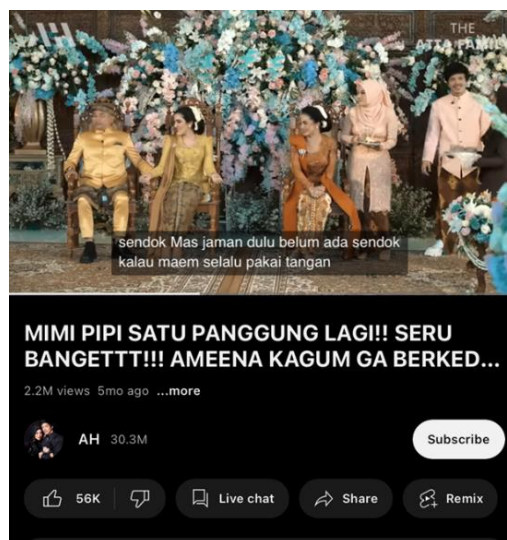 AH
THE
ATTA FAMILY
sendok Mas jaman dulu belum ada sendok
kalau maem selalu pakai tangan
MIMI PIPI SATU PANGGUNG LAGI!! SERU
BANGETTT!!! AMEENA KAGUM GA BERKED...
2.2M views 5mo ago ...more
AH 30.3M
Subscribe
56K
Live chat
Share
Remix